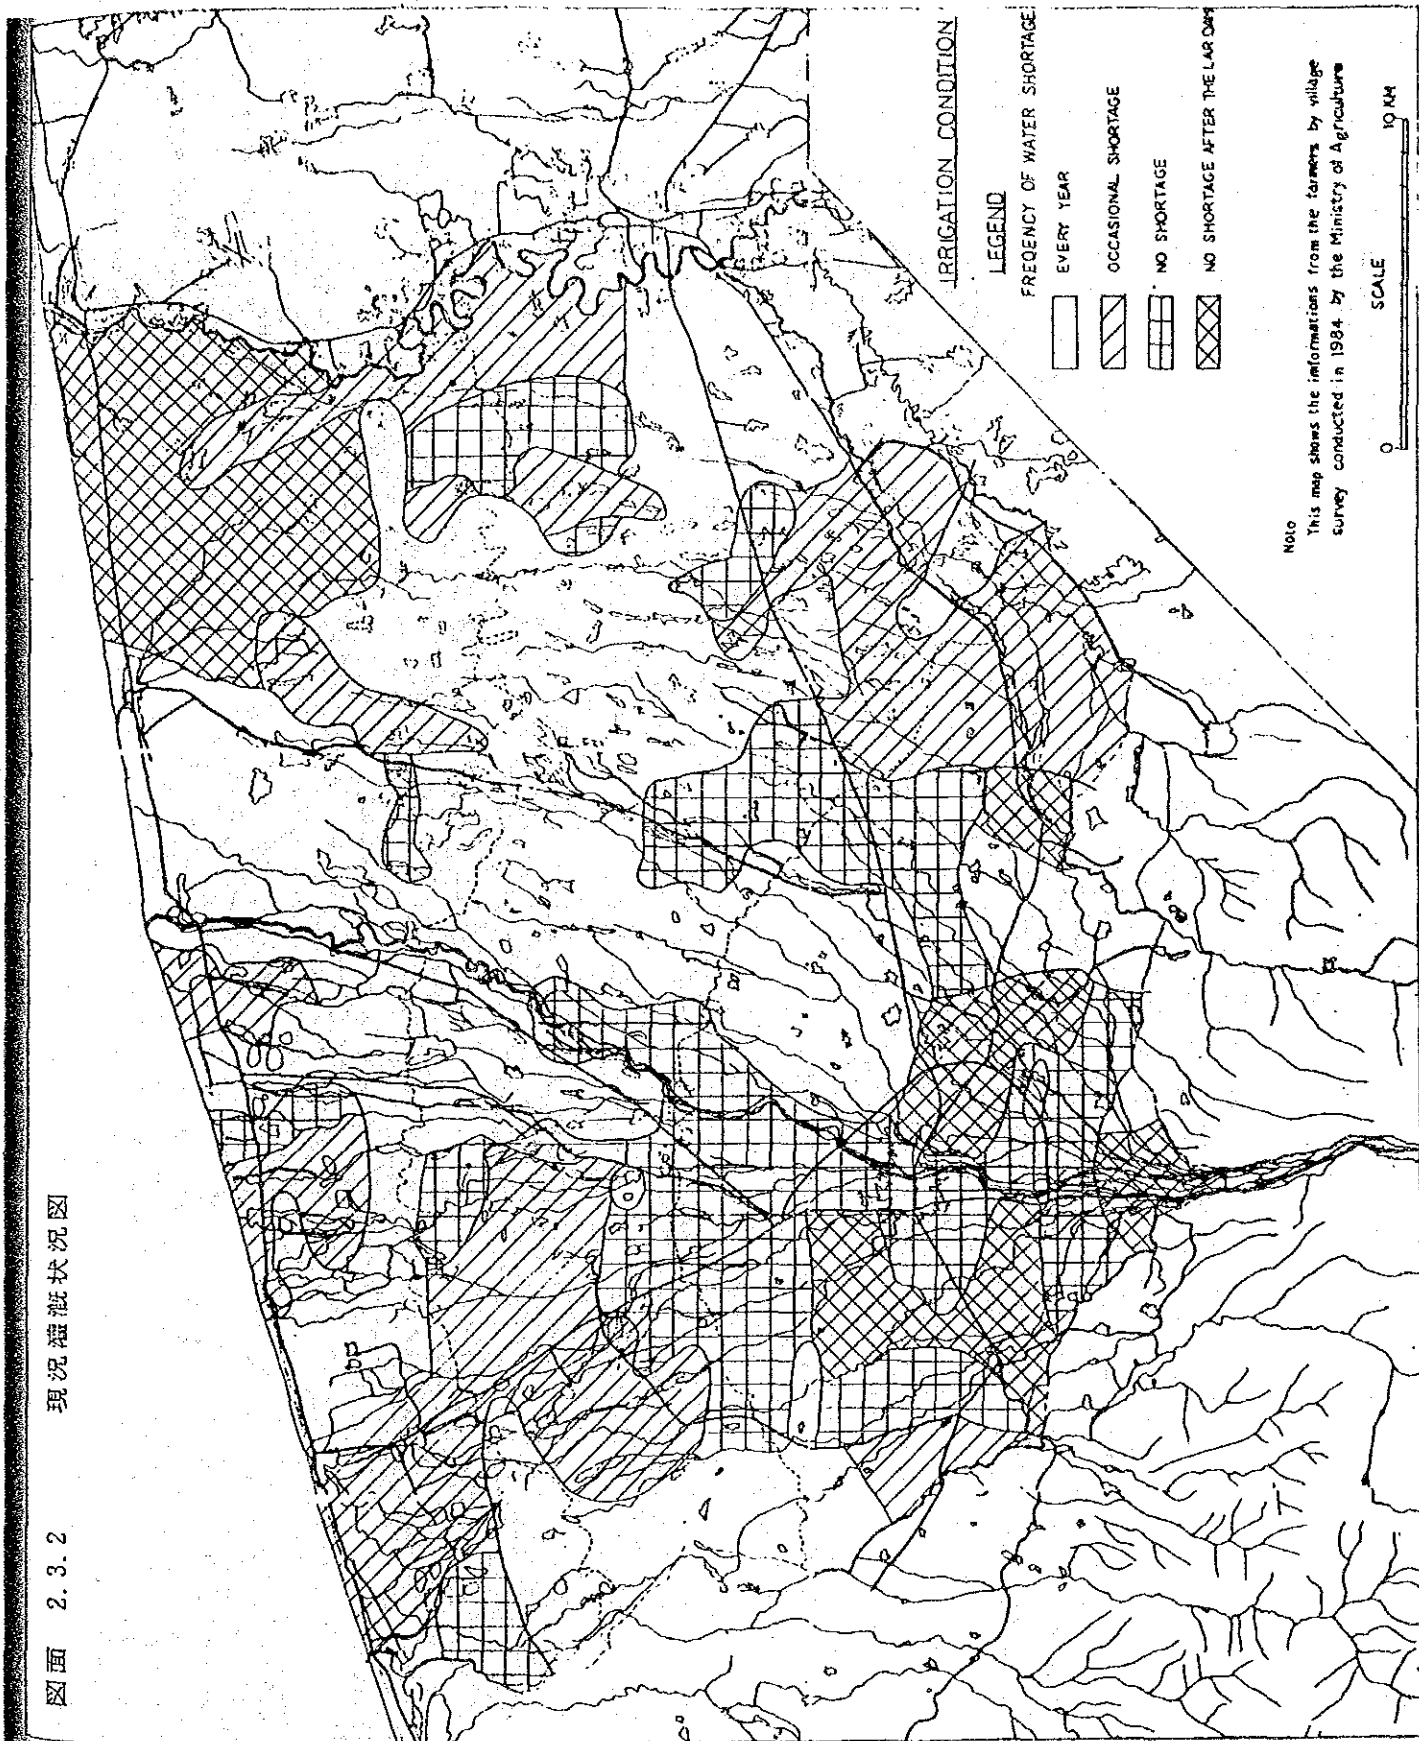 図面 2.3.2 現況灌漑状況図
IRRIGATION CONDITION
LEGEND
FREQENCY OF WATER SHORTAGE
EVERY YEAR
OCCASIONAL SHORTAGE
NO SHORTAGE
NO SHORTAGE AFTER THE LAR DAM
Note
This map shows the informations from the farmers by village
survey conducted in 1984 by the Ministry of Agriculture
SCALE
0 10 KM